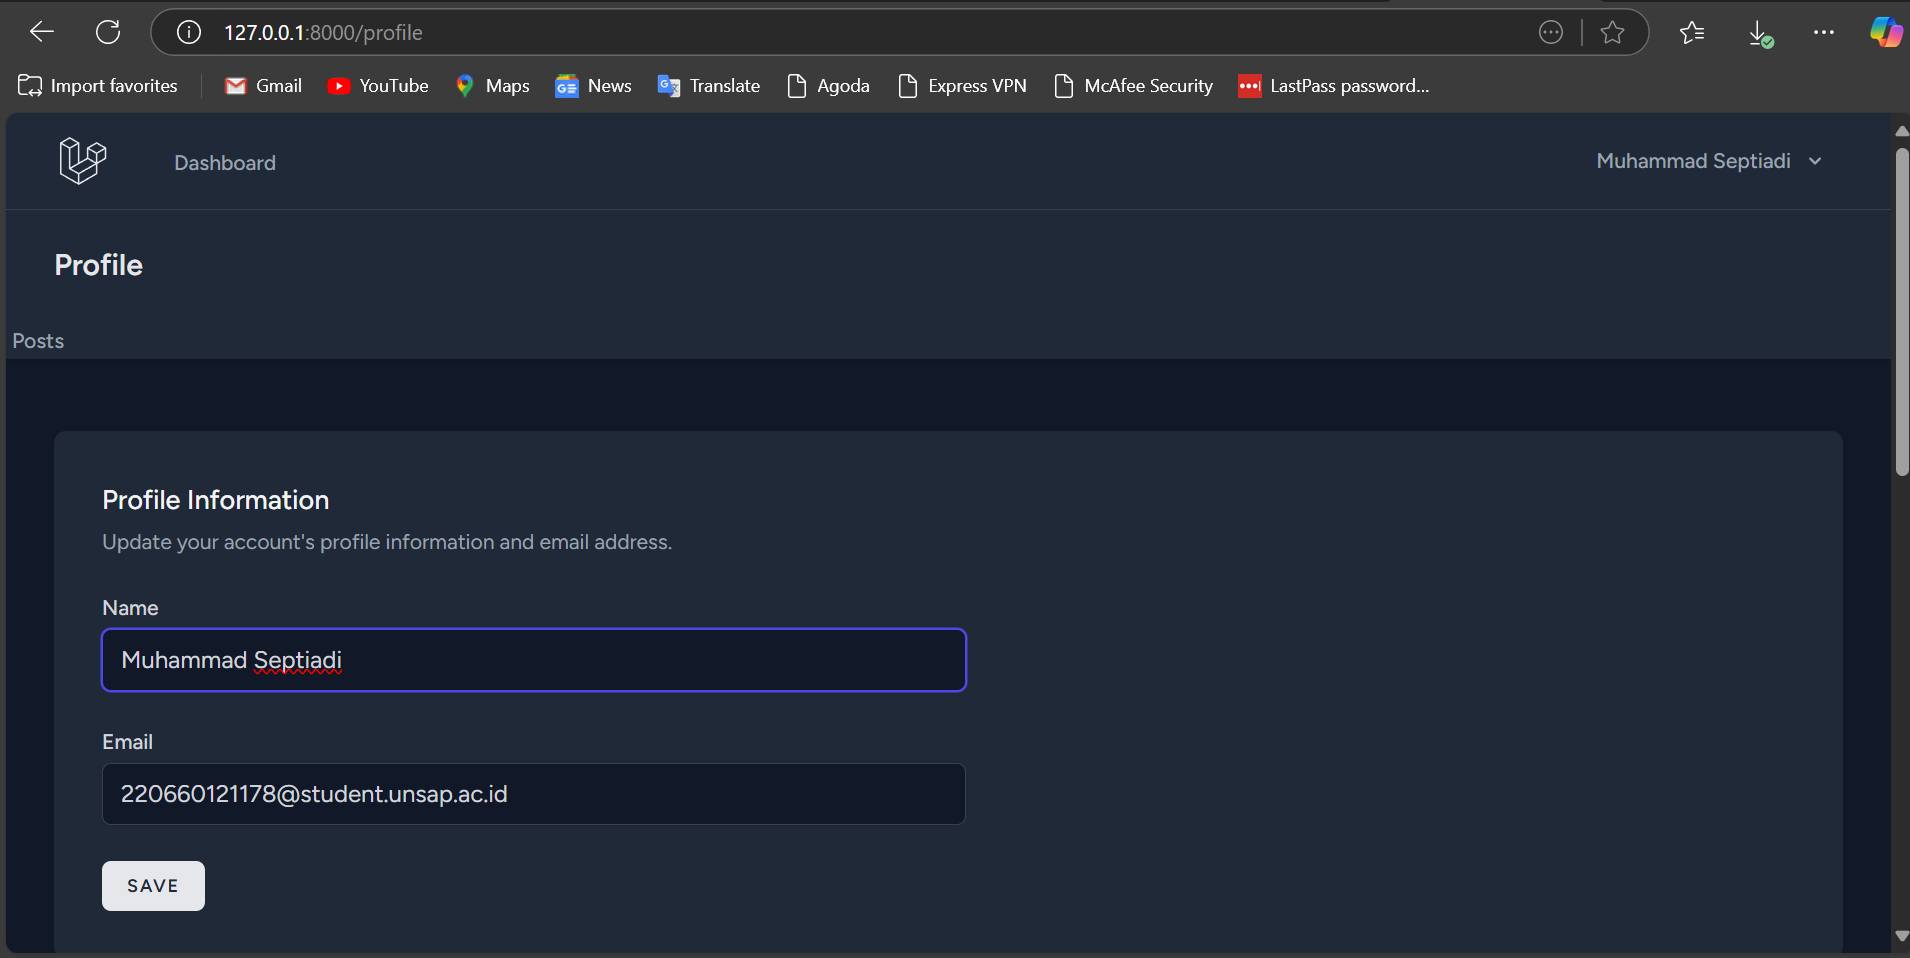 127.0.0.1:8000/profile
Import favorites Gmail YouTube Maps News Translate Agoda Express VPN McAfee Security LastPass password...
Dashboard Muhammad Septiadi
Profile
Posts
Profile Information
Update your account's profile information and email address.
Name
Muhammad Septiadi
Email
220660121178@student.unsap.ac.id
SAVE